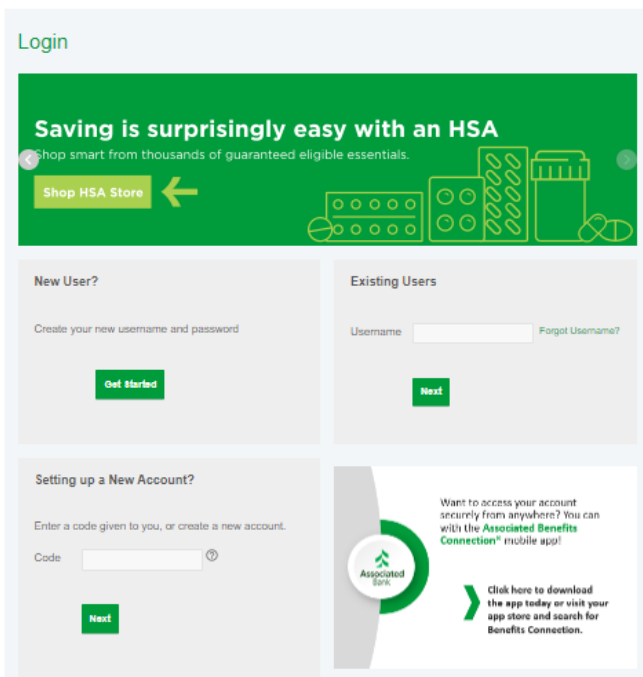 Login
Saving is surprisingly easy with an HSA
Shop smart from thousands of guaranteed eligible essentials.
Shop HSA Store
New User?
Create your new username and password
Get Started
Existing Users
Username
Forgot Username?
Next
Setting up a New Account?
Enter a code given to you, or create a new account.
Code
?
Next
Associated
Bank
Want to access your account
securely from anywhere? You can
with the Associated Benefits
Connection® mobile app!
Click here to download
the app today or visit your
app store and search for
Benefits Connection.